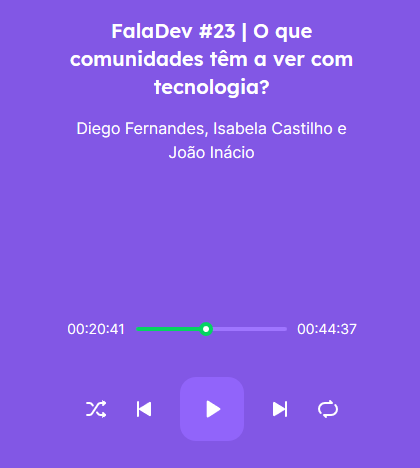 FalaDev #23 | O que
comunidades têm a ver com
tecnologia?
Diego Fernandes, Isabela Castilho e
João Inácio
00:20:41 00:44:37